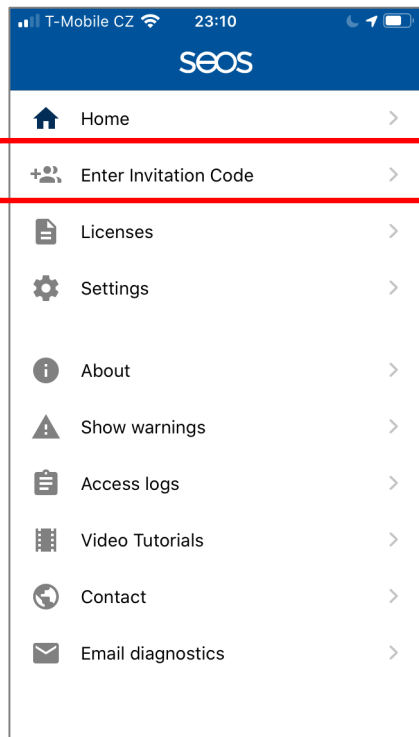 T-Mobile CZ 23:10
seos
Home
Enter Invitation Code
Licenses
Settings
About
Show warnings
Access logs
Video Tutorials
Contact
Email diagnostics